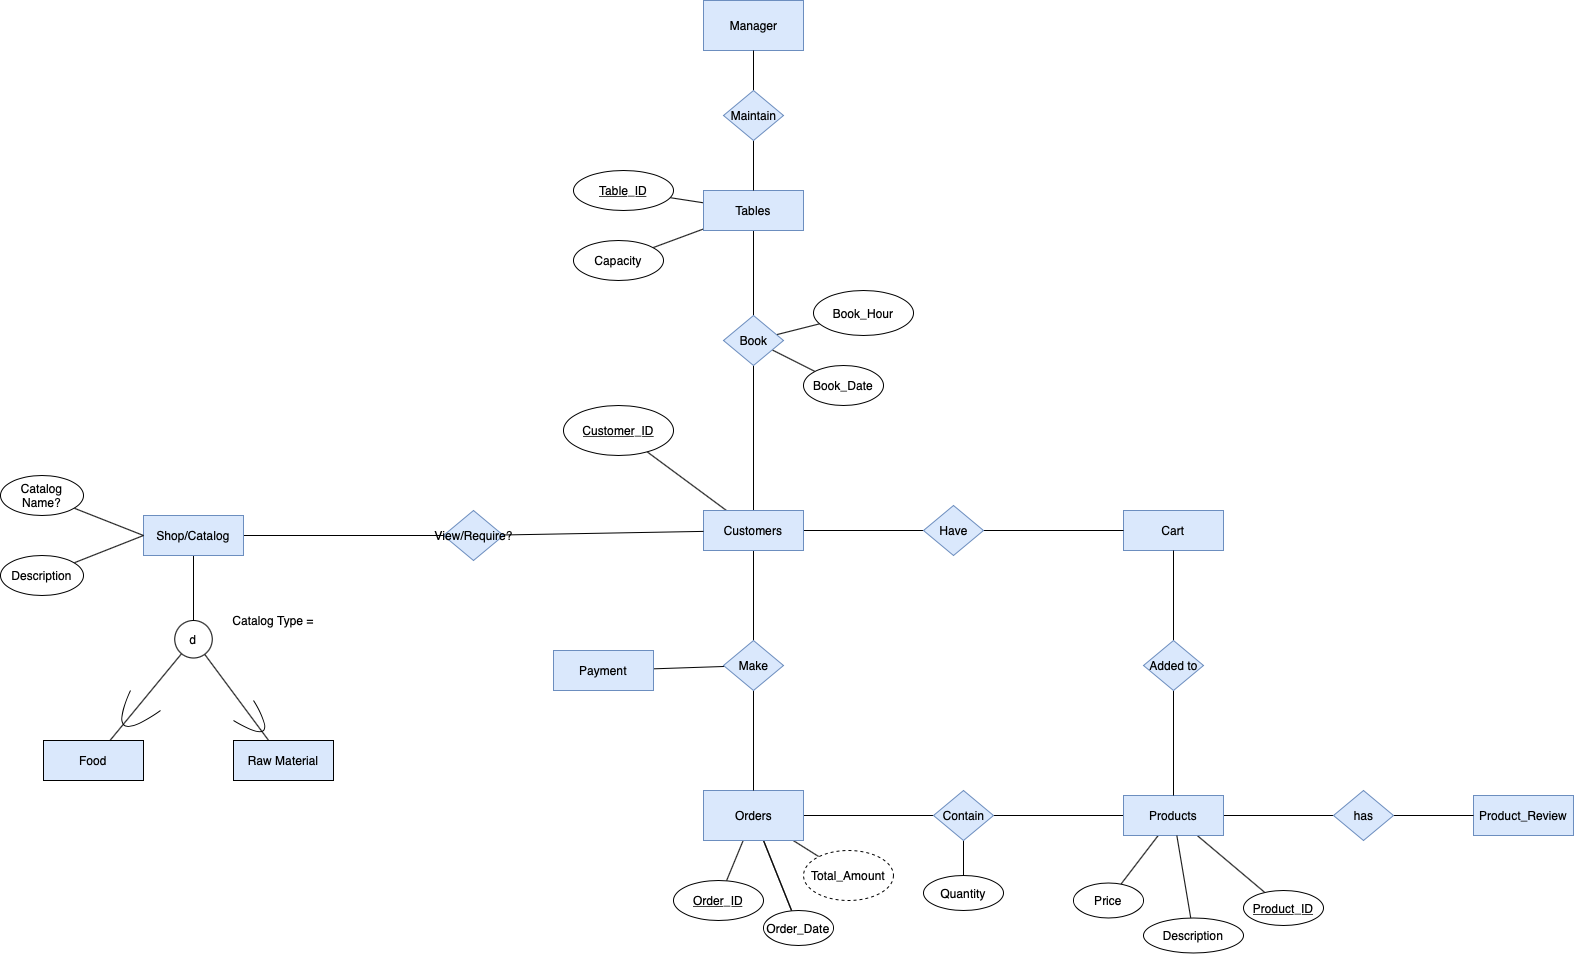 Manager
Maintain
Table_ID
Tables
Capacity
Book_Hour
Book
Book_Date
Customer_ID
Catalog
Name?
Shop/Catalog
View/Require?
Customers
Have
Cart
Description
Catalog Type =
d
Payment
Make
Added to
Food
Raw Material
Orders
Contain
Products
has
Product_Review
Total_Amount
Order_ID
Quantity
Price
Product_ID
Order_Date
Description